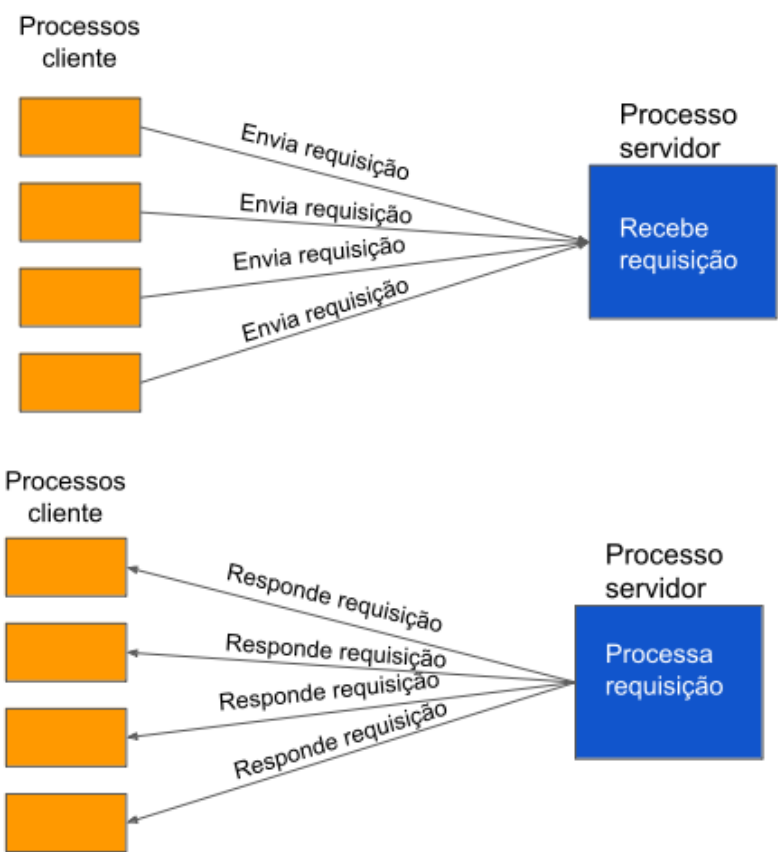 Processos
cliente
Envia requisição
Envia requisição
Envia requisição
Envia requisição
Processo
servidor
Recebe
requisição
Processos
cliente
Responde requisição
Responde requisição
Responde requisição
Responde requisição
Processo
servidor
Processa
requisição